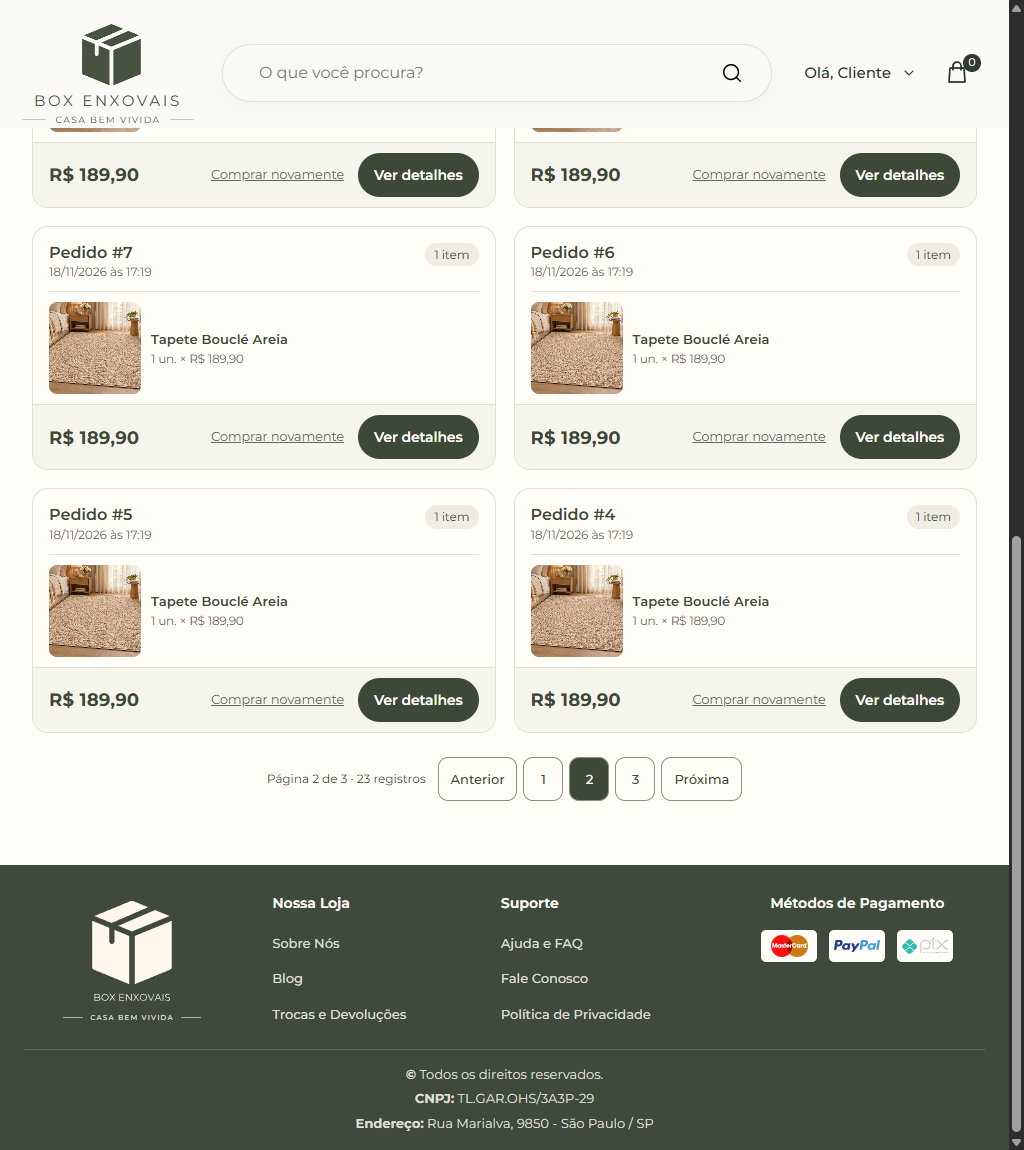 BOX ENXOVAIS
CASA BEM VIVIDA
O que você procura?
Olá, Cliente
0
R$ 189,90 Comprar novamente Ver detalhes
R$ 189,90 Comprar novamente Ver detalhes
Pedido #7
1 item
18/11/2026 às 17:19
Tapete Bouclé Areia
1 un. × R$ 189,90
R$ 189,90 Comprar novamente Ver detalhes
Pedido #6
1 item
18/11/2026 às 17:19
Tapete Bouclé Areia
1 un. × R$ 189,90
R$ 189,90 Comprar novamente Ver detalhes
Pedido #5
1 item
18/11/2026 às 17:19
Tapete Bouclé Areia
1 un. × R$ 189,90
R$ 189,90 Comprar novamente Ver detalhes
Pedido #4
1 item
18/11/2026 às 17:19
Tapete Bouclé Areia
1 un. × R$ 189,90
R$ 189,90 Comprar novamente Ver detalhes
Página 2 de 3 · 23 registros Anterior 1 2 3 Próxima
BOX ENXOVAIS
CASA BEM VIVIDA
Nossa Loja
Sobre Nós
Blog
Trocas e Devoluções
Suporte
Ajuda e FAQ
Fale Conosco
Política de Privacidade
Métodos de Pagamento
MasterCard PayPal pix
© Todos os direitos reservados.
CNPJ: TL.GAR.OHS/3A3P-29
Endereço: Rua Marialva, 9850 - São Paulo / SP